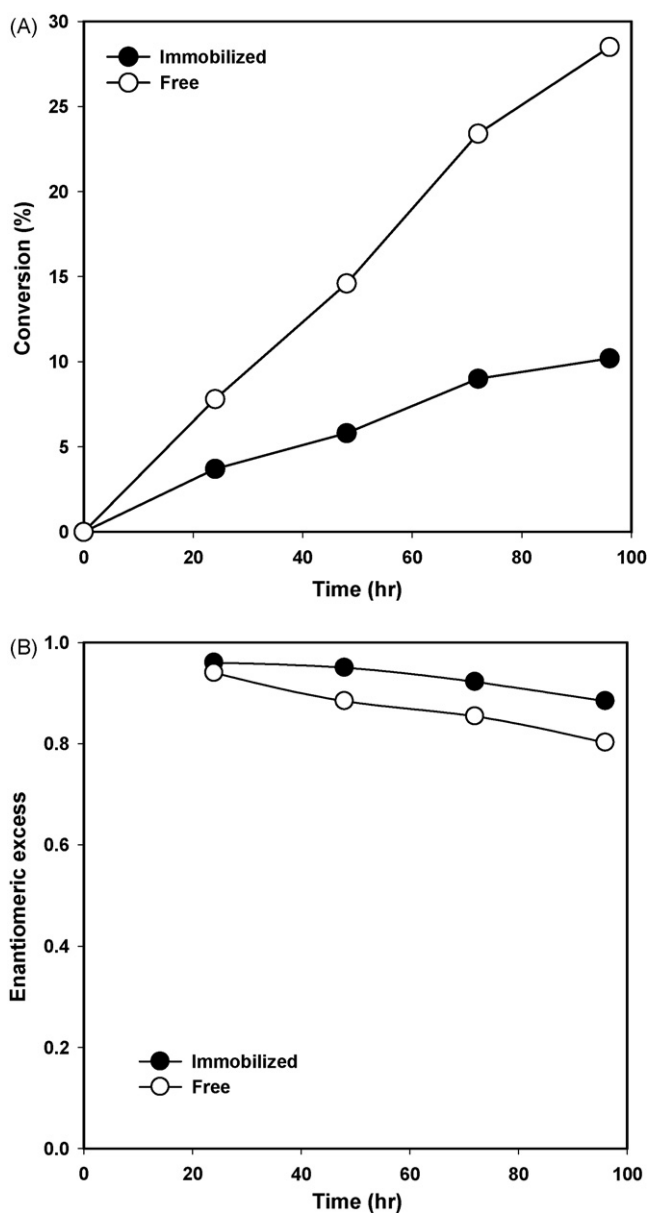 (A)
30
Immobilized
Free
25
20
15
10
5
0
Conversion (%)
0 20 40 60 80 100
Time (hr)
(B)
1.0
0.8
0.6
0.4
0.2
0.0
Enantiomeric excess
Immobilized
Free
0 20 40 60 80 100
Time (hr)